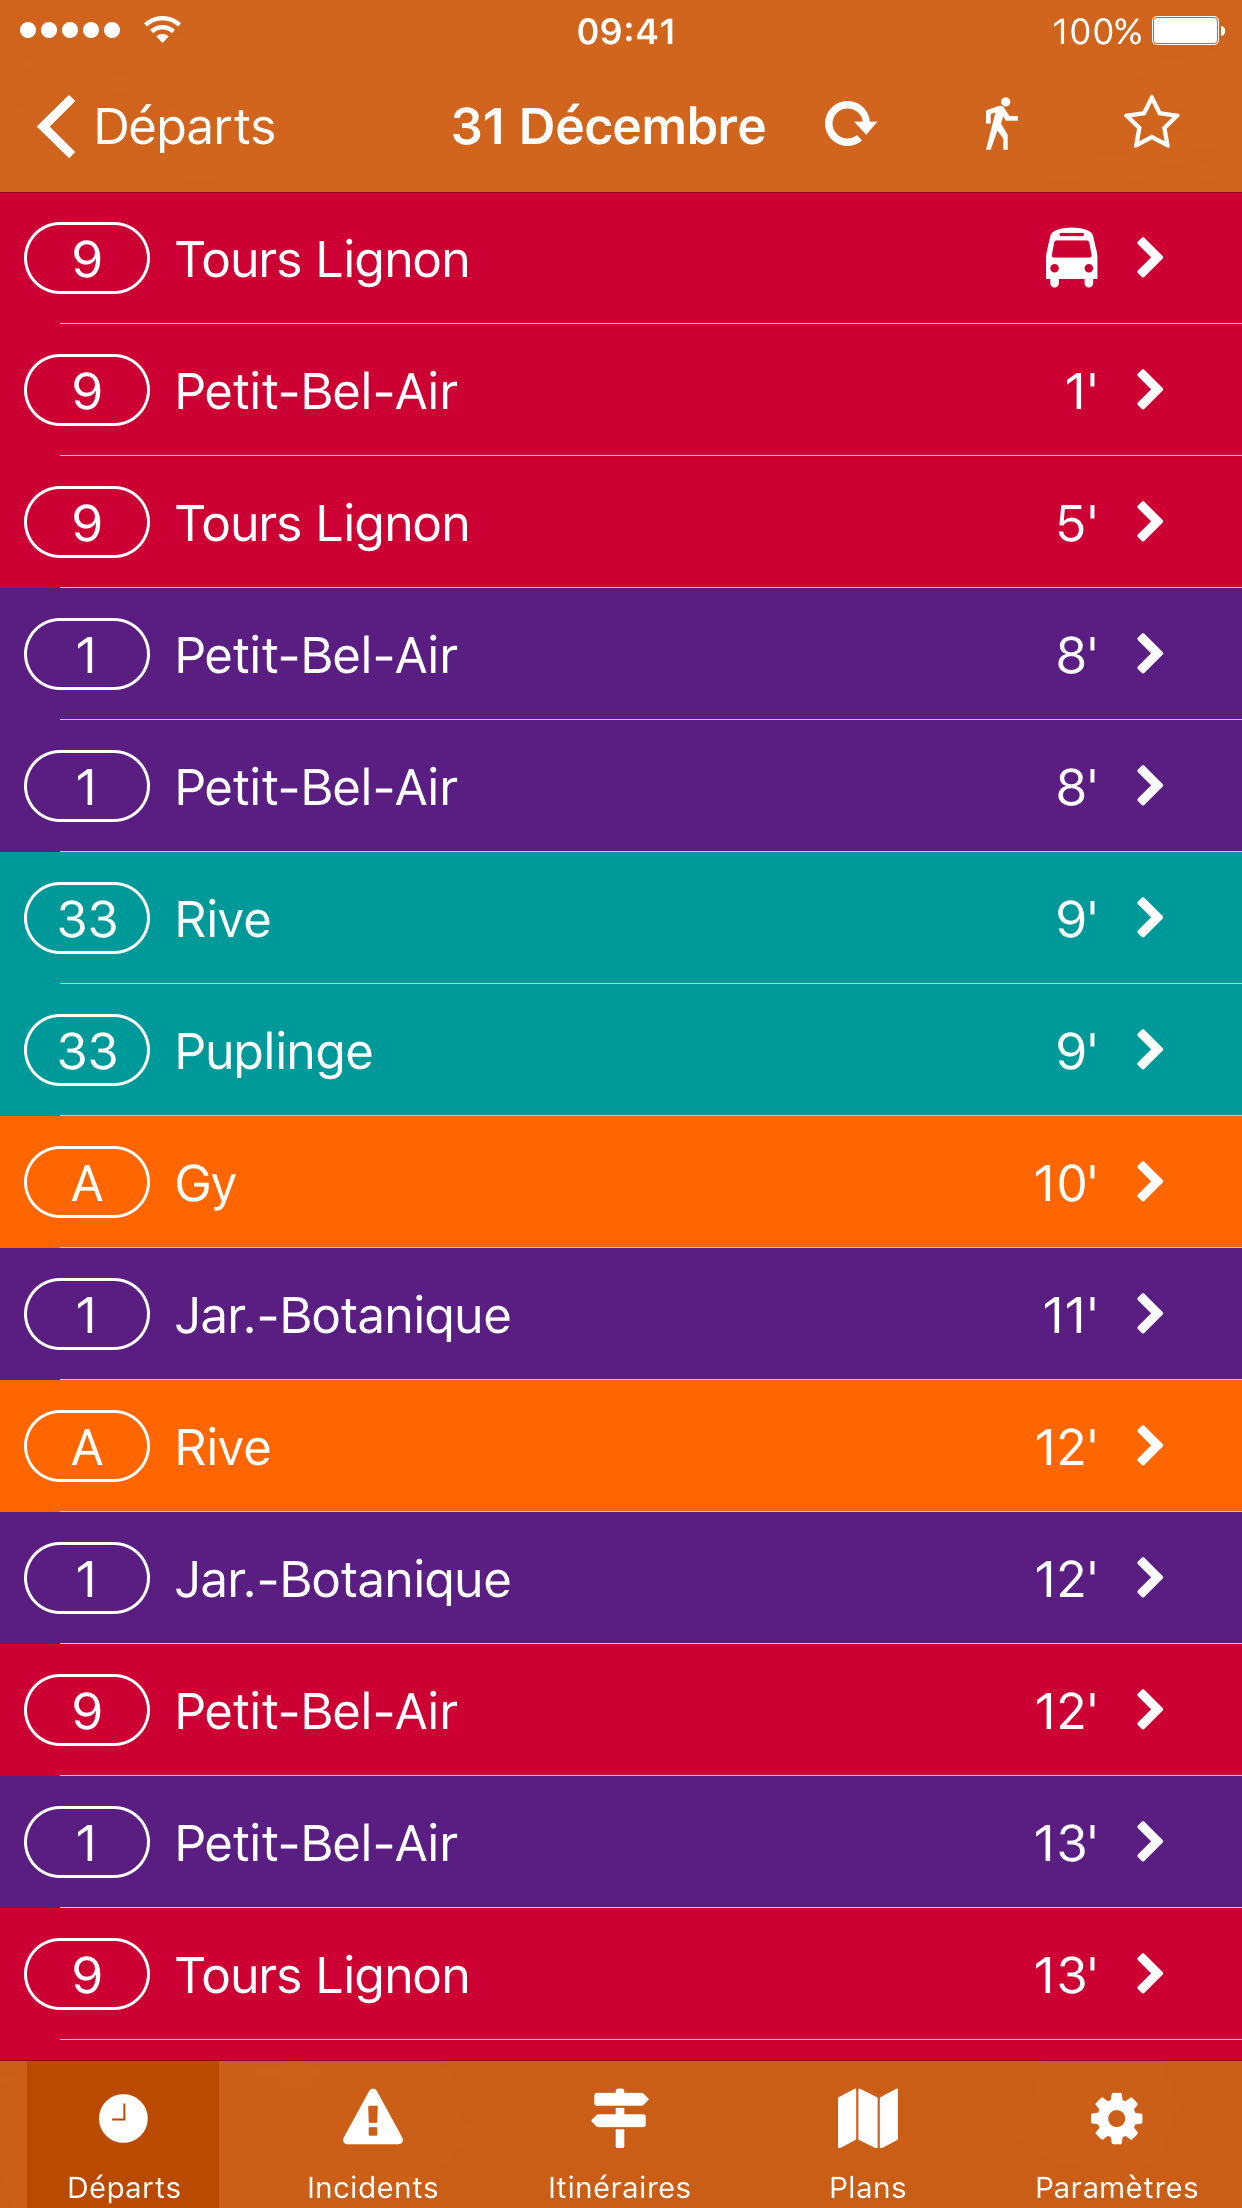 09:41 100%
Départs 31 Décembre
9 Tours Lignon
9 Petit-Bel-Air 1'
9 Tours Lignon 5'
1 Petit-Bel-Air 8'
1 Petit-Bel-Air 8'
33 Rive 9'
33 Puplinge 9'
A Gy 10'
1 Jar.-Botanique 11'
A Rive 12'
1 Jar.-Botanique 12'
9 Petit-Bel-Air 12'
1 Petit-Bel-Air 13'
9 Tours Lignon 13'
Départs Incidents Itinéraires Plans Paramètres